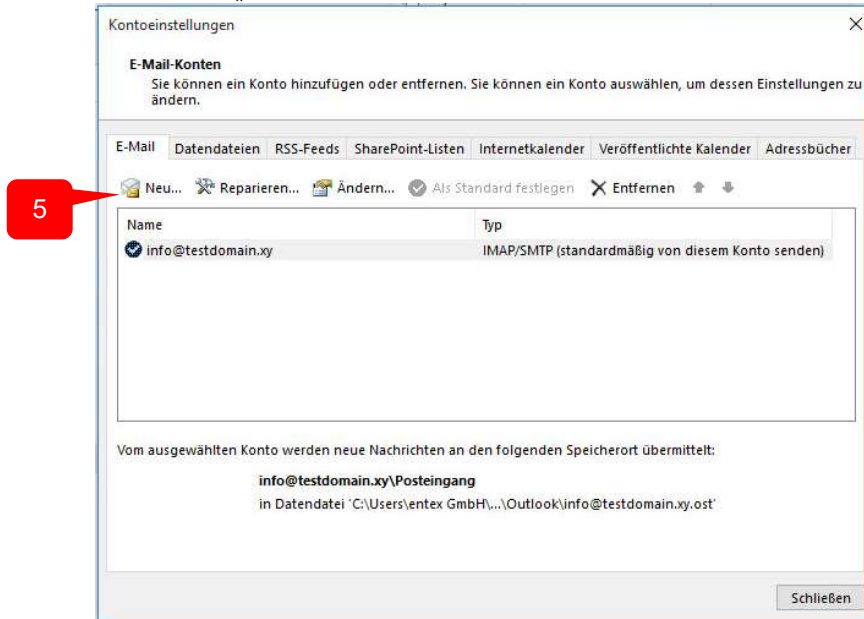 Kontoeinstellungen
E-Mail-Konten
Sie können ein Konto hinzufügen oder entfernen. Sie können ein Konto auswählen, um dessen Einstellungen zu
ändern.
E-Mail Datendateien RSS-Feeds SharePoint-Listen Internetkalender Veröffentlichte Kalender Adressbücher
5
Neu... Reparieren... Ändern... Als Standard festlegen Entfernen
Name Typ
info@testdomain.xy IMAP/SMTP (standardmäßig von diesem Konto senden)
Vom ausgewählten Konto werden neue Nachrichten an den folgenden Speicherort übermittelt:
info@testdomain.xy\Posteingang
in Datendatei 'C:\Users\entex GmbH\...\Outlook\info@testdomain.xy.ost'
Schließen